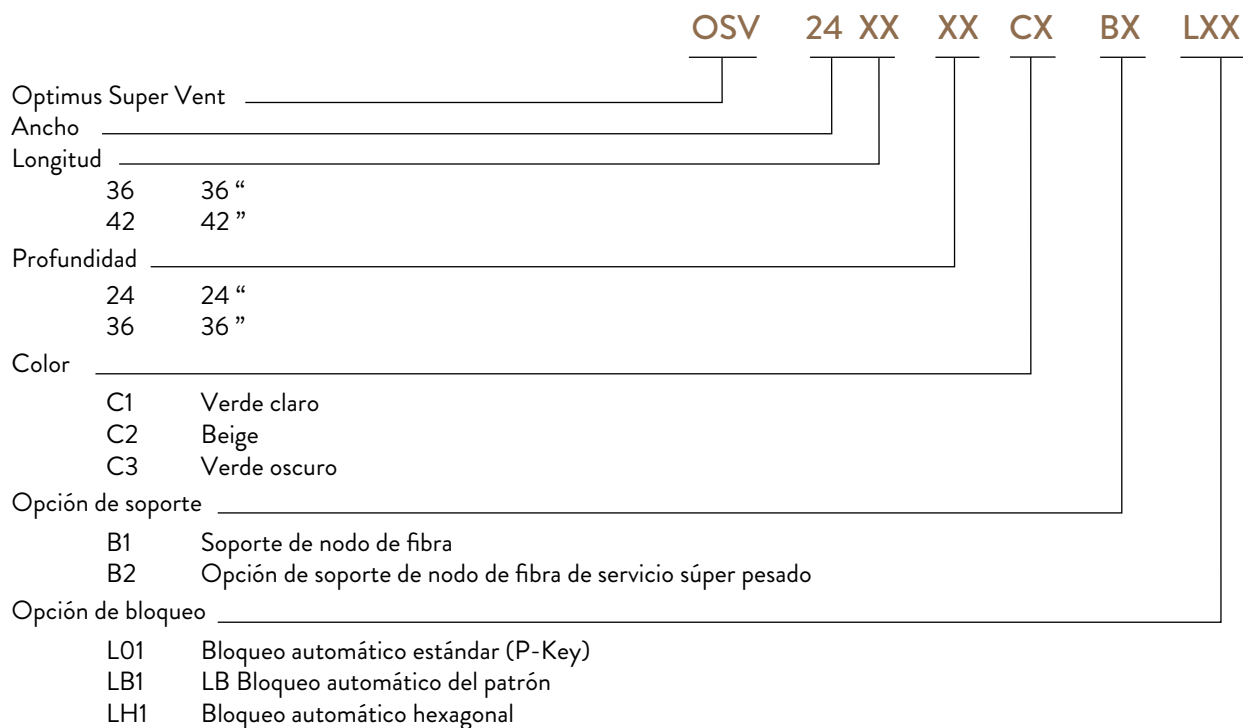 OSV 24 XX XX CX BX LXX
Optimus Super Vent
Ancho
Longitud
36 36 “
42 42 ”
Profundidad
24 24 “
36 36 ”
Color
C1 Verde claro
C2 Beige
C3 Verde oscuro
Opción de soporte
B1 Soporte de nodo de fibra
B2 Opción de soporte de nodo de fibra de servicio súper pesado
Opción de bloqueo
L01 Bloqueo automático estándar (P-Key)
LB1 LB Bloqueo automático del patrón
LH1 Bloqueo automático hexagonal